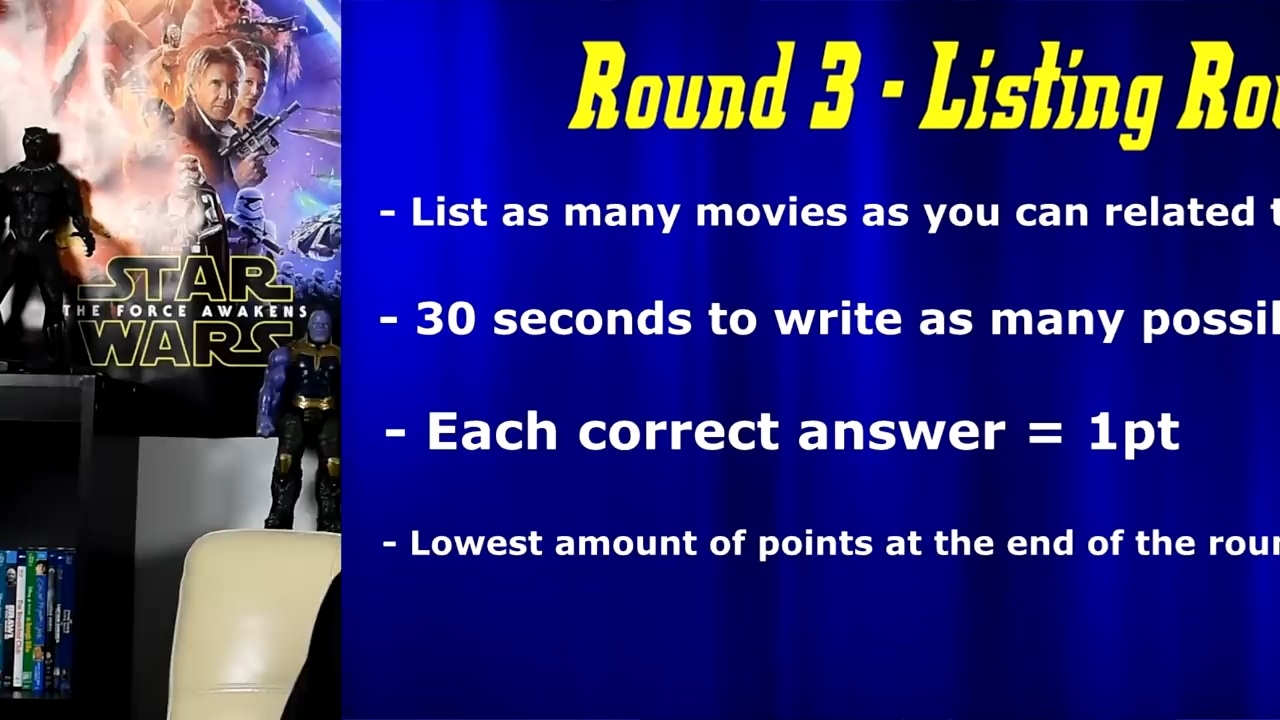 STAR
THE FORCE AWAKENS
WARS
Round 3 - Listing
- List as many movies as you can related
- 30 seconds to write as many
- Each correct answer = 1pt
- Lowest amount of points at the end of the